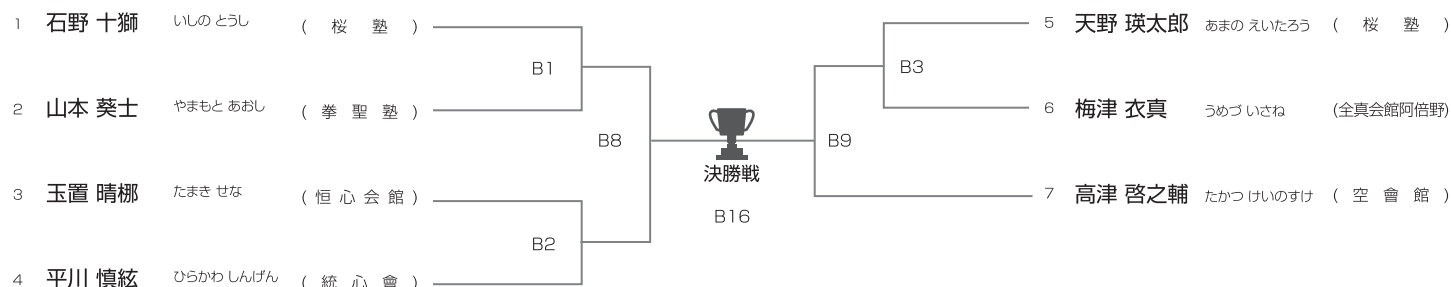 1 石野 十獅 いしの とうし (桜塾)
B1
2 山本 葵士 やまもと あおし (拳聖塾)
B8
3 玉置 晴梛 たまき せな (恒心会館)
B2
4 平川 慎絃 ひらかわ しんげん (統心會)
決勝戦
B16
5 天野 瑛太郎 あまの えいたろう (桜塾)
B3
6 梅津 衣真 うめづ いさね (全真会館阿倍野)
B9
7 高津 啓之輔 たかつ けいのすけ (空會館)